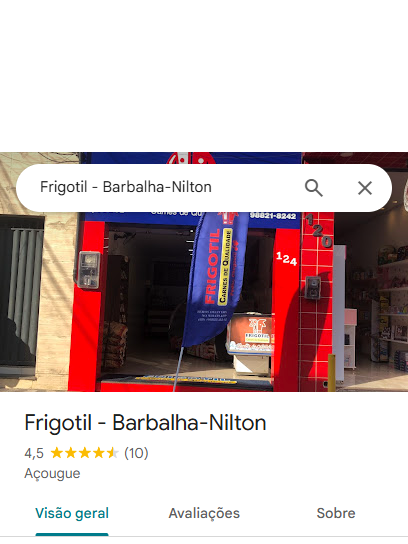 Frigotil - Barbalha-Nilton
Carnes de Qu
98821-8242
120
124
FRIGOTIL
CARNES DE QUALIDADE
FRIGOTIL
Frigotil - Barbalha-Nilton
4,5 (10)
Açougue
Visão geral Avaliações Sobre